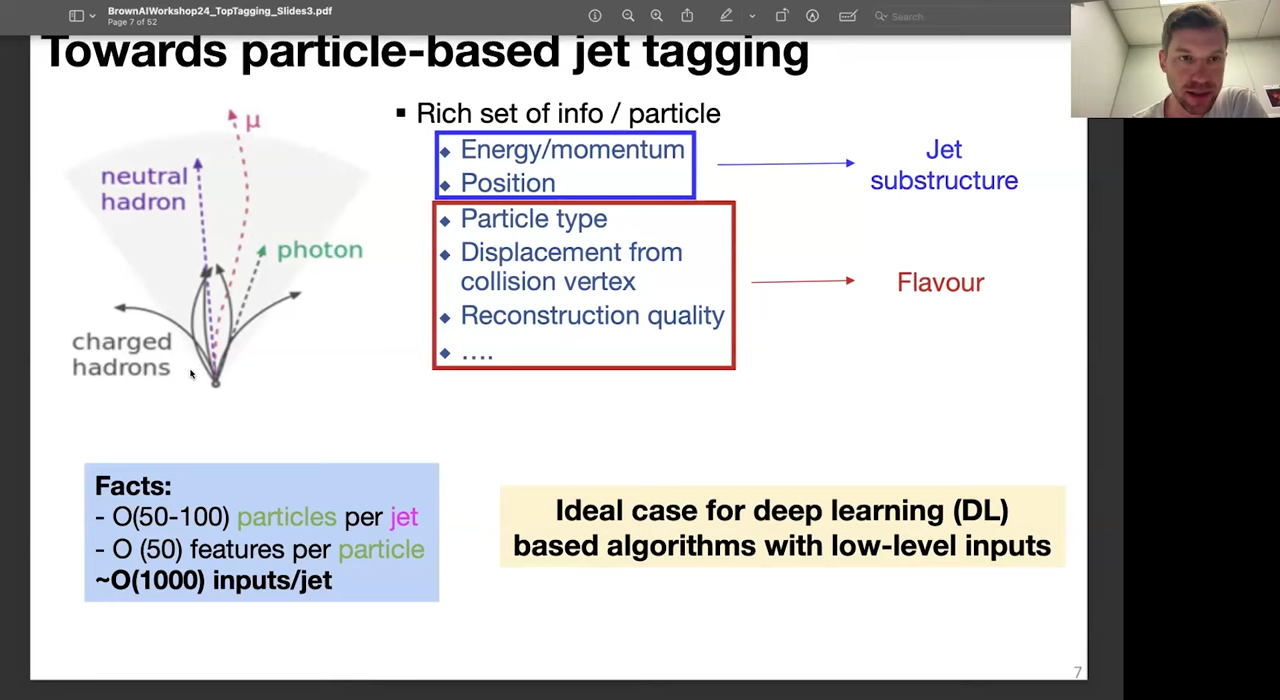 BrownAIWorkshop24_TopTagging_Slides3.pdf
Page 7 of 52
Search
Towards particle-based jet tagging
μ
neutral
hadron
photon
charged
hadrons
▪ Rich set of info / particle
◆ Energy/momentum
◆ Position
Jet
substructure
◆ Particle type
◆ Displacement from
collision vertex
◆ Reconstruction quality
◆ ....
Flavour
Facts:
- O(50-100) particles per jet
- O (50) features per particle
~O(1000) inputs/jet
Ideal case for deep learning (DL)
based algorithms with low-level inputs
7